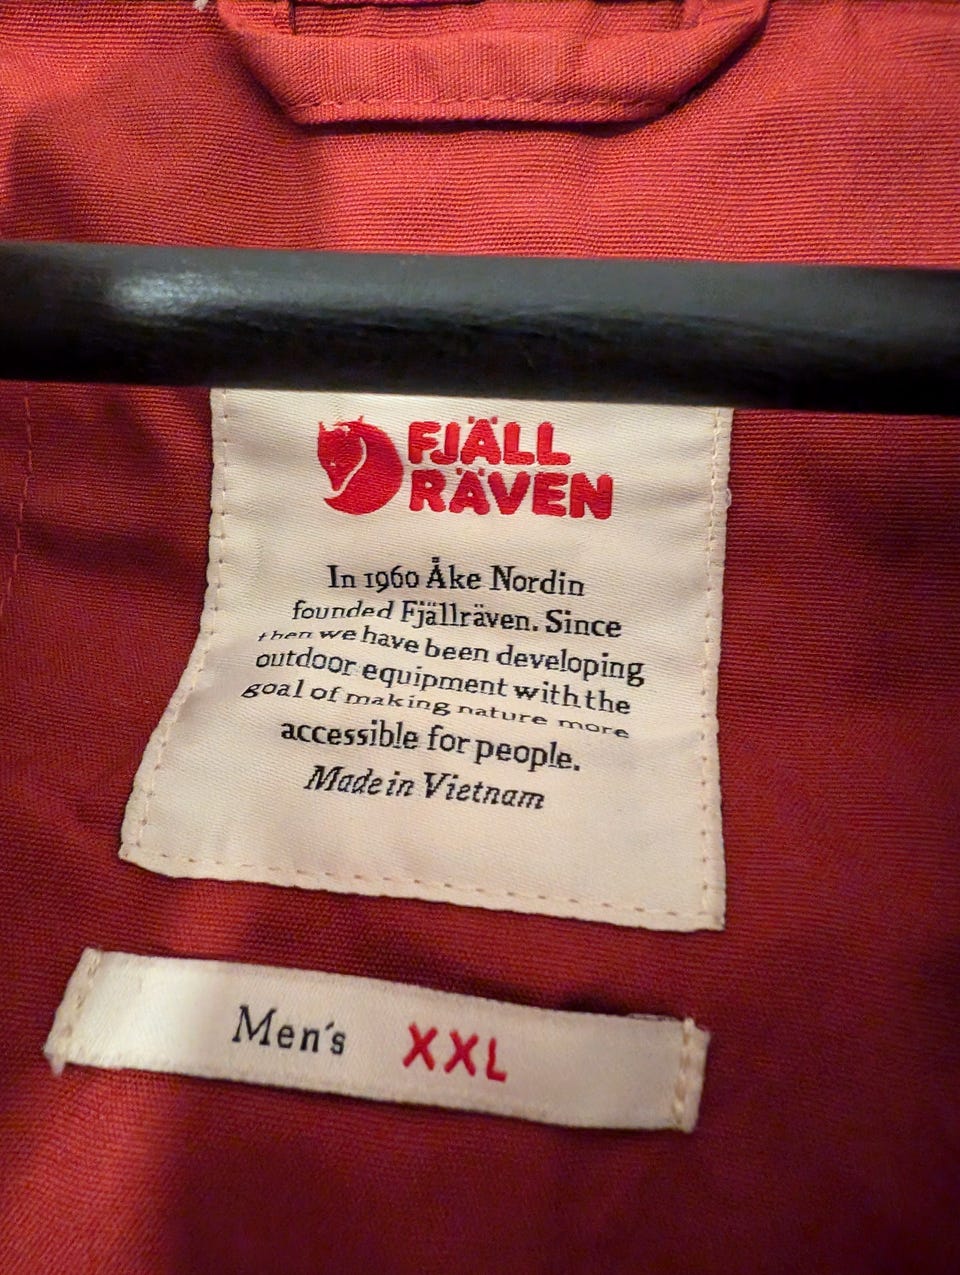 FJÄLL
RÄVEN
In 1960 Åke Nordin
founded Fjällräven. Since
then we have been developing
outdoor equipment with the
goal of making nature more
accessible for people.
Made in Vietnam
Men's XXL